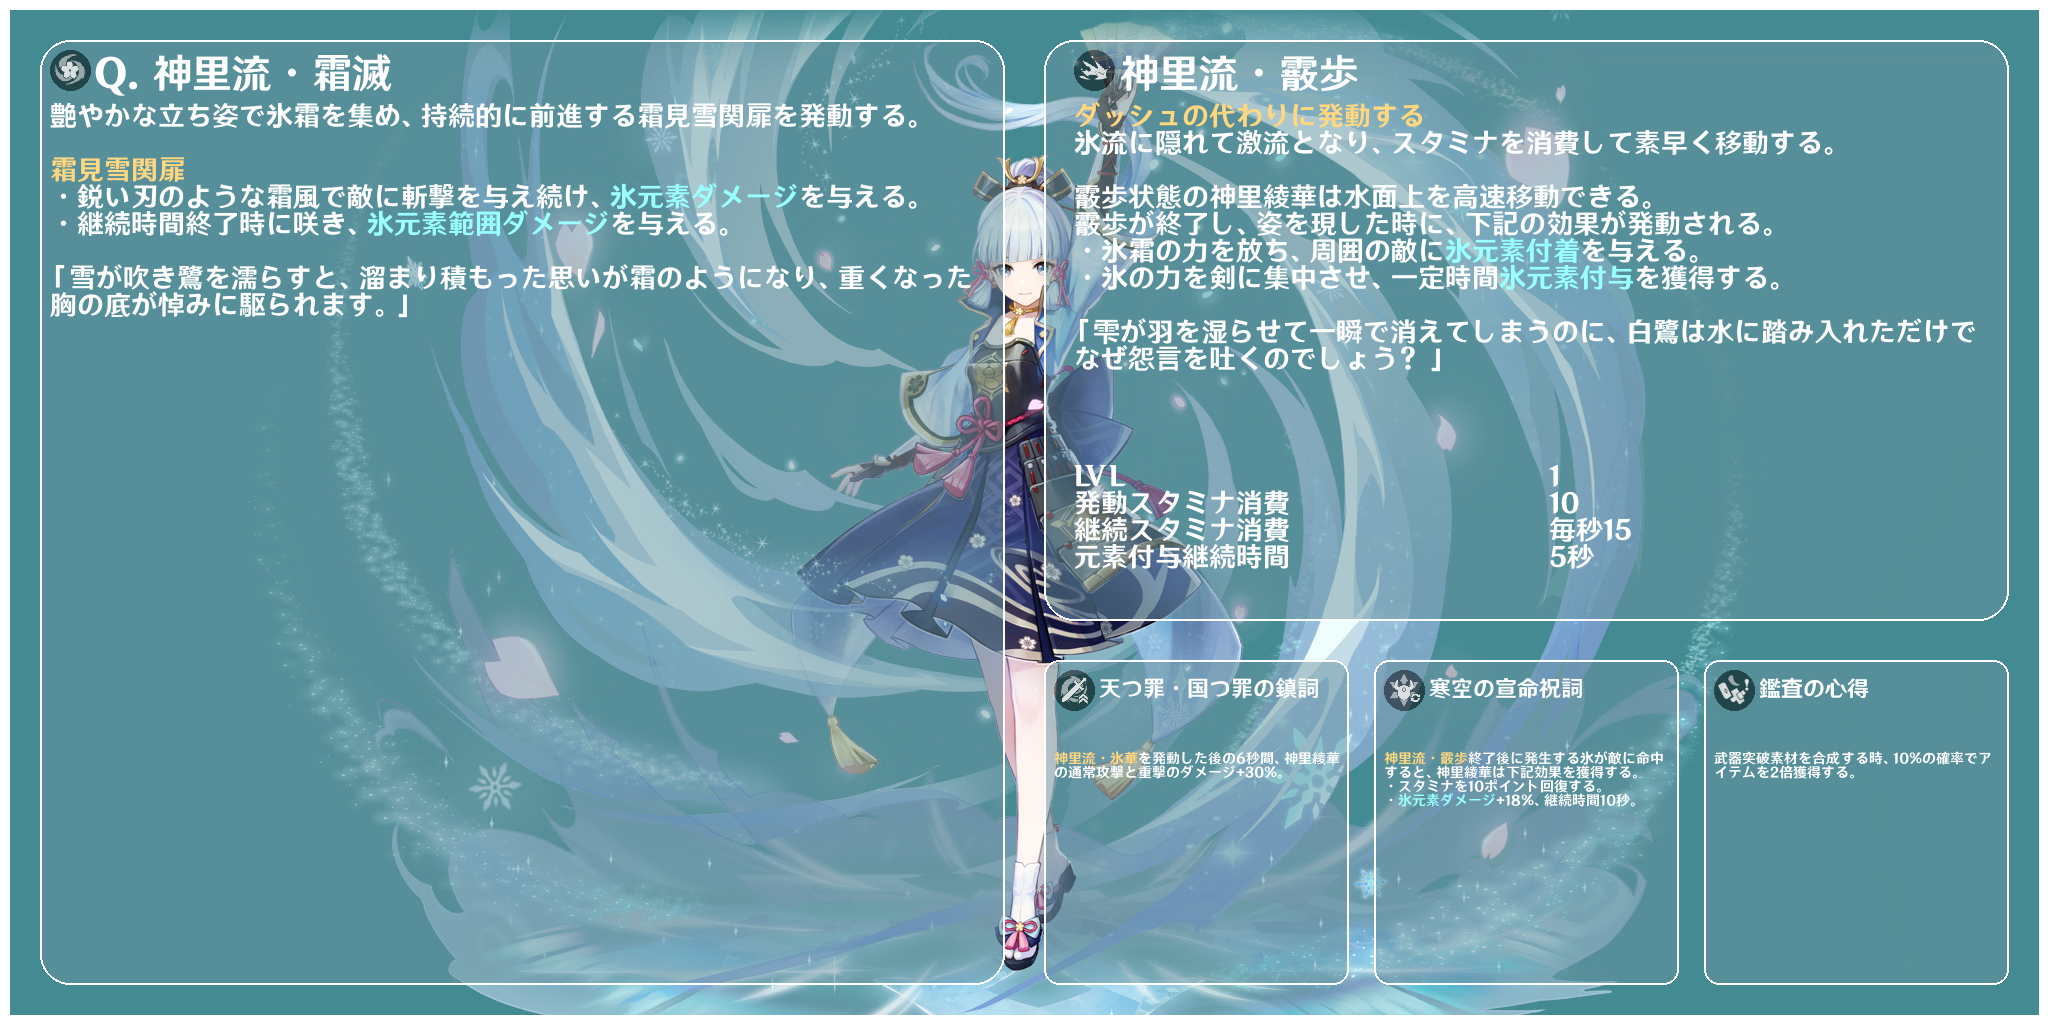 Q. 神里流・霜滅
艶やかな立ち姿で氷霜を集め、持続的に前進する霜見雪関扉を発動する。
霜見雪関扉
・鋭い刃のような霜風で敵に斬撃を与え続け、氷元素ダメージを与える。
・継続時間終了時に咲き、氷元素範囲ダメージを与える。
「雪が吹き鷺を濡らすと、溜まり積もった思いが霜のようになり、重くなった
胸の底が悼みに駆られます。」
神里流・霰歩
ダッシュの代わりに発動する
氷流に隠れて激流となり、スタミナを消費して素早く移動する。
霰歩状態の神里綾華は水面上を高速移動できる。
霰歩が終了し、姿を現した時に、下記の効果が発動される。
・氷霜の力を放ち、周囲の敵に氷元素付着を与える。
・氷の力を剣に集中させ、一定時間氷元素付与を獲得する。
「雫が羽を湿らせて一瞬で消えてしまうのに、白鷺は水に踏み入れただけで
なぜ怨言を吐くのでしょう？」
LVL 1
発動スタミナ消費 10
継続スタミナ消費 毎秒15
元素付与継続時間 5秒
天つ罪・国つ罪の鎮詞
神里流・氷華を発動した後の6秒間、神里綾華
の通常攻撃と重撃のダメージ+30%。
寒空の宣命祝詞
神里流・霰歩終了後に発生する氷が敵に命中
すると、神里綾華は下記効果を獲得する。
・スタミナを10ポイント回復する。
・氷元素ダメージ+18%、継続時間10秒。
鑑査の心得
武器突破素材を合成する時、10%の確率でア
イテムを2倍獲得する。